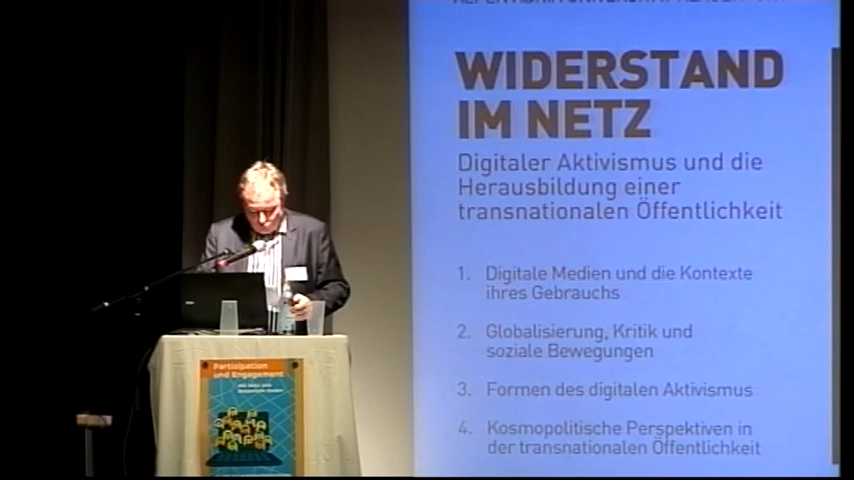 WIDERSTAND
IM NETZ
Digitaler Aktivismus und die
Herausbildung einer
transnationalen Öffentlichkeit
1. Digitale Medien und die Kontexte
ihres Gebrauchs
2. Globalisierung, Kritik und
soziale Bewegungen
3. Formen des digitalen Aktivismus
4. Kosmopolitische Perspektiven in
der transnationalen Öffentlichkeit
Partizipation
und Engagement